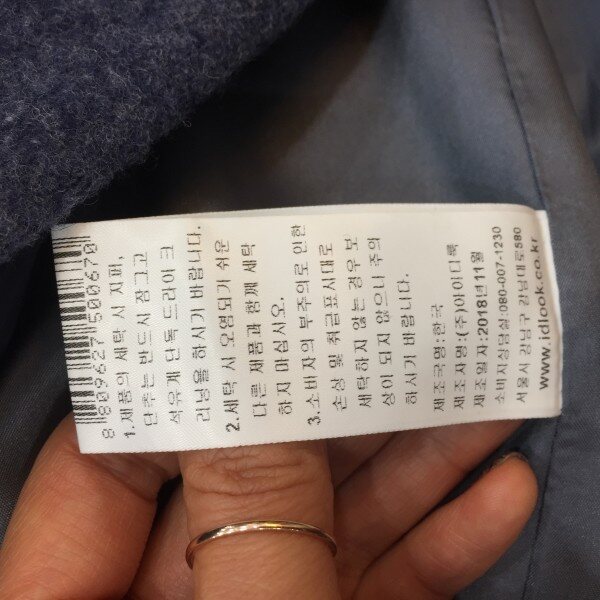 8 809627 500670
1.제품의 세탁 시 지퍼,
단추는 반드시 잠그고
석유계 단독 드라이 크
리닝을 하시기 바랍니다.
2.세탁 시 오염되기 쉬운
다른 제품과 함께 세탁
하지 마십시오.
3.소비자의 부주의로 인한
손상 및 취급표시대로
세탁하지 않는 경우 보
상이 되지 않으니 주의
하시기 바랍니다.
제조국명:한국
제조자명:(주)아이디룩
제조일자:2018년11월
소비자상담실:080-007-1230
서울시 강남구 강남대로580
www.idlook.co.kr